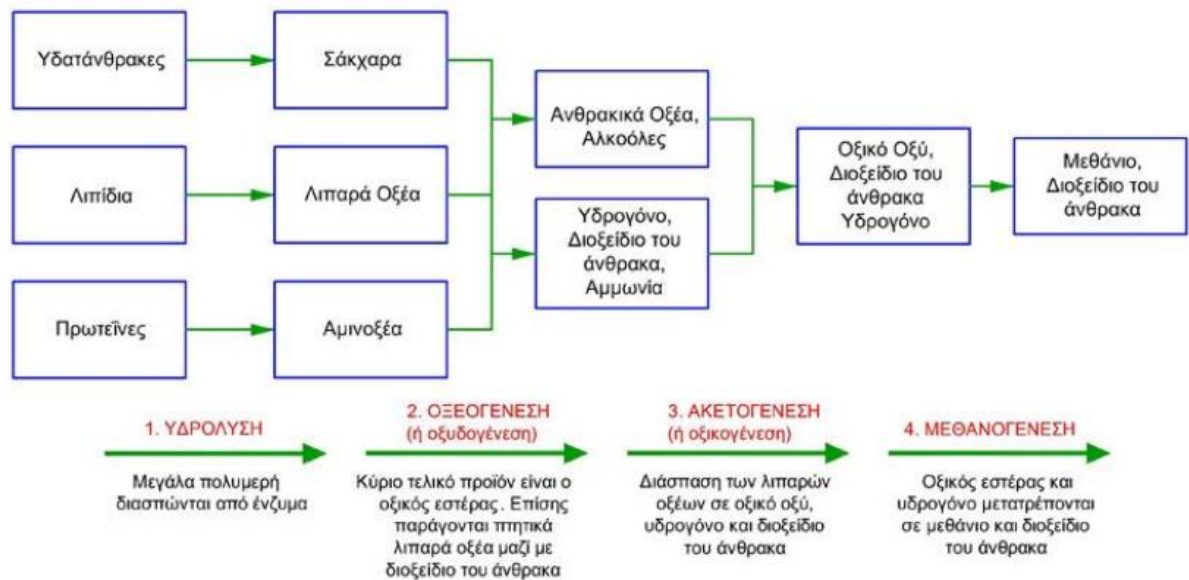 Υδατάνθρακες
Σάκχαρα
Λιπίδια
Λιπαρά Οξέα
Πρωτεΐνες
Αμινοξέα
Ανθρακικά Οξέα,
Αλκοόλες
Υδρογόνο,
Διοξείδιο του
άνθρακα,
Αμμωνία
Οξικό Οξύ,
Διοξείδιο του
άνθρακα
Υδρογόνο
Μεθάνιο,
Διοξείδιο του
άνθρακα
1. ΥΔΡΟΛΥΣΗ
Μεγάλα πολυμερή
διασπώνται από ένζυμα
2. ΟΞΕΟΓΕΝΕΣΗ
(ή οξυδογένεση)
Κύριο τελικό προϊόν είναι ο
οξικός εστέρας. Επίσης
παράγονται πτητικά
λιπαρά οξέα μαζί με
διοξείδιο του άνθρακα
3. ΑΚΕΤΟΓΕΝΕΣΗ
(ή οξικογένεση)
Διάσπαση των λιπαρών
οξέων σε οξικό οξύ,
υδρογόνο και διοξείδιο
του άνθρακα
4. ΜΕΘΑΝΟΓΕΝΕΣΗ
Οξικός εστέρας και
υδρογόνο μετατρέπονται
σε μεθάνιο και διοξείδιο
του άνθρακα